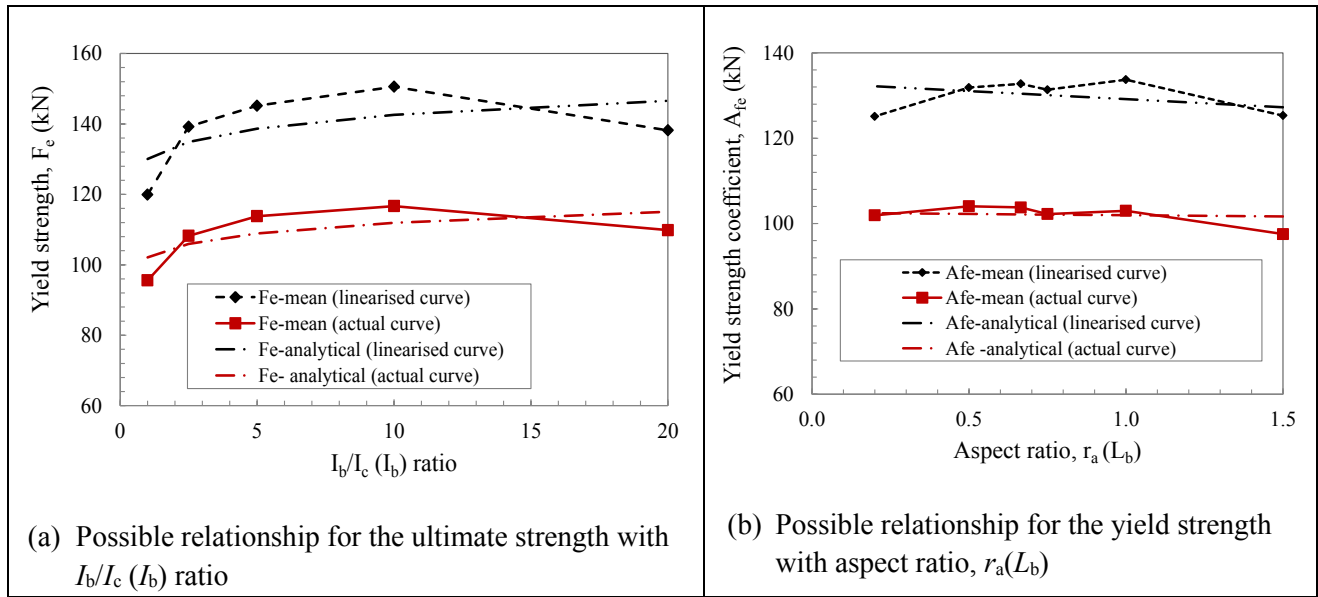 160
140
120
100
80
60
Yield strength, Fe (kN)
Fe-mean (linearised curve)
Fe-mean (actual curve)
Fe-analytical (linearised curve)
Fe- analytical (actual curve)
0 5 10 15 20
Ib/Ic (Ib) ratio
(a) Possible relationship for the ultimate strength with
Ib/Ic (Ib) ratio
140
120
100
80
60
Yield strength coefficient, Afe (kN)
Afe-mean (linearised curve)
Afe-mean (actual curve)
Afe-analytical (linearised curve)
Afe -analytical (actual curve)
0.0 0.5 1.0 1.5
Aspect ratio, ra (Lb)
(b) Possible relationship for the yield strength
with aspect ratio, ra(Lb)